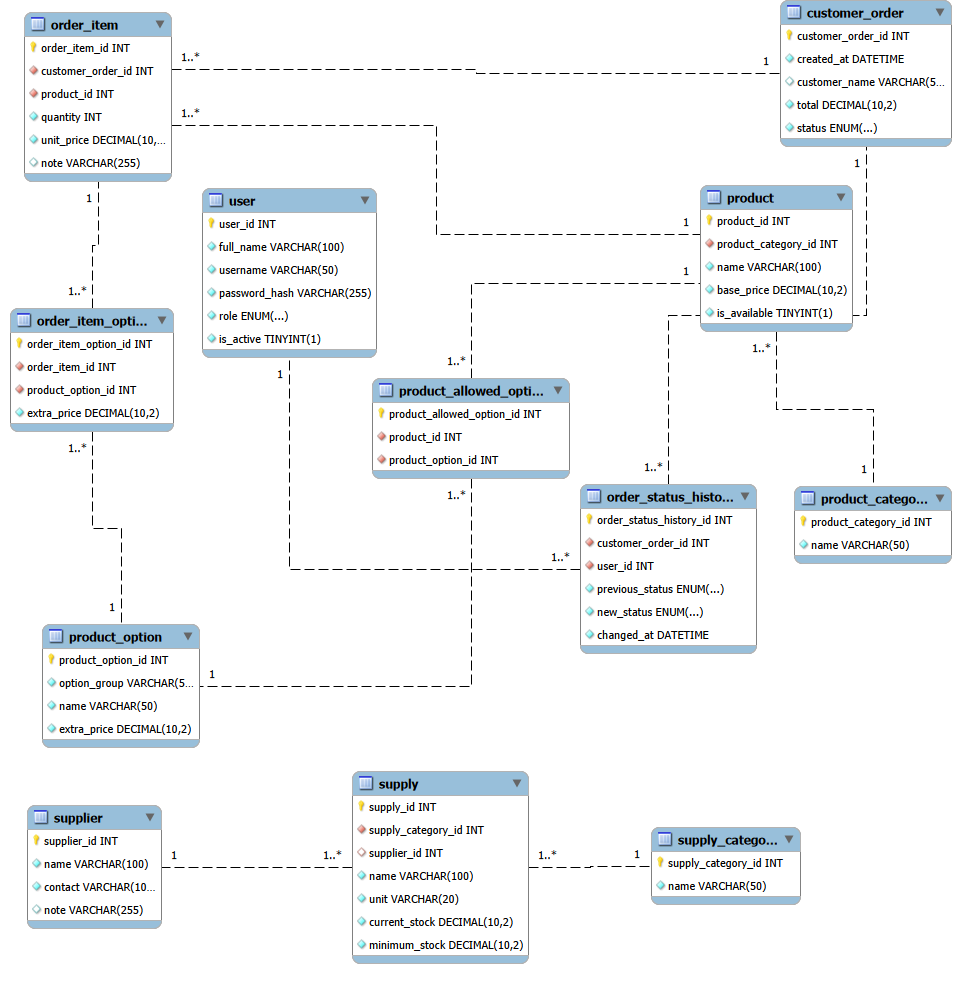 order_item
order_item_id INT
customer_order_id INT
product_id INT
quantity INT
unit_price DECIMAL(10,...
note VARCHAR(255)
customer_order
customer_order_id INT
created_at DATETIME
customer_name VARCHAR(5...
total DECIMAL(10,2)
status ENUM(...)
1..*
1
1..*
1
1
1
user
user_id INT
full_name VARCHAR(100)
username VARCHAR(50)
password_hash VARCHAR(255)
role ENUM(...)
is_active TINYINT(1)
product
product_id INT
product_category_id INT
name VARCHAR(100)
base_price DECIMAL(10,2)
is_available TINYINT(1)
1
1..*
1..*
1..*
1
order_item_opti...
order_item_option_id INT
order_item_id INT
product_option_id INT
extra_price DECIMAL(10,2)
product_allowed_opti...
product_allowed_option_id INT
product_id INT
product_option_id INT
1..*
1..*
1..*
1
order_status_histo...
order_status_history_id INT
customer_order_id INT
user_id INT
previous_status ENUM(...)
new_status ENUM(...)
changed_at DATETIME
product_catego...
product_category_id INT
name VARCHAR(50)
1..*
1
product_option
product_option_id INT
option_group VARCHAR(5...
name VARCHAR(50)
extra_price DECIMAL(10,2)
1
supplier
supplier_id INT
name VARCHAR(100)
contact VARCHAR(10...
note VARCHAR(255)
1
1..*
supply
supply_id INT
supply_category_id INT
supplier_id INT
name VARCHAR(100)
unit VARCHAR(20)
current_stock DECIMAL(10,2)
minimum_stock DECIMAL(10,2)
1..*
1
supply_catego...
supply_category_id INT
name VARCHAR(50)